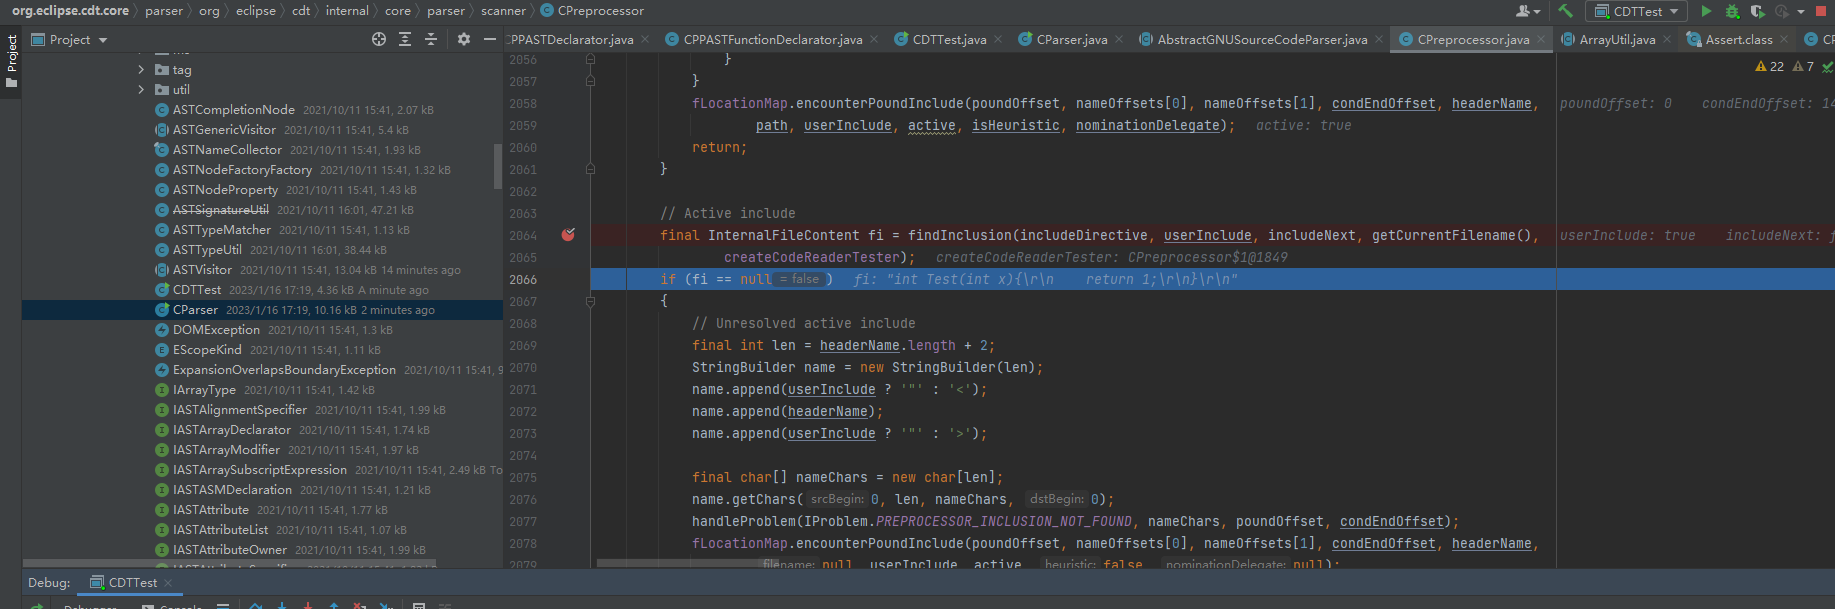 org.eclipse.cdt.core parser org eclipse cdt internal core parser scanner CPreprocessor
CDTTest
Project
Project
CPPASTDeclarator.java CPPASTFunctionDeclarator.java CDTTest.java CParser.java AbstractGNUSourceCodeParser.java CPreprocessor.java ArrayUtil.java Assert.class
22 7
tag
util
ASTCompletionNode 2021/10/11 15:41, 2.07 kB
ASTGenericVisitor 2021/10/11 15:41, 5.4 kB
ASTNameCollector 2021/10/11 15:41, 1.93 kB
ASTNodeFactoryFactory 2021/10/11 15:41, 1.32 kB
ASTNodeProperty 2021/10/11 15:41, 1.43 kB
ASTSignatureUtil 2021/10/11 16:01, 47.21 kB
ASTTypeMatcher 2021/10/11 15:41, 1.13 kB
ASTTypeUtil 2021/10/11 16:01, 38.44 kB
ASTVisitor 2021/10/11 15:41, 13.04 kB 14 minutes ago
CDTTest 2023/1/16 17:19, 4.36 kB A minute ago
CParser 2023/1/16 17:19, 10.16 kB 2 minutes ago
DOMException 2021/10/11 15:41, 1.3 kB
EScopeKind 2021/10/11 15:41, 1.11 kB
ExpansionOverlapsBoundaryException 2021/10/11 15:41, 9
IArrayType 2021/10/11 15:41, 1.42 kB
IASTAlignmentSpecifier 2021/10/11 15:41, 1.99 kB
IASTArrayDeclarator 2021/10/11 15:41, 1.74 kB
IASTArrayModifier 2021/10/11 15:41, 1.97 kB
IASTArraySubscriptExpression 2021/10/11 15:41, 2.49 kB To
IASTASMDeclaration 2021/10/11 15:41, 1.21 kB
IASTAttribute 2021/10/11 15:41, 1.77 kB
IASTAttributeList 2021/10/11 15:41, 1.07 kB
IASTAttributeOwner 2021/10/11 15:41, 1.99 kB
2056 }
2057 }
2058 fLocationMap.encounterPoundInclude(poundOffset, nameOffsets[0], nameOffsets[1], condEndOffset, headerName, poundOffset: 0 condEndOffset: 14
2059 path, userInclude, active, isHeuristic, nominationDelegate); active: true
2060 return;
2061 }
2062
2063 // Active include
2064 final InternalFileContent fi = findInclusion(includeDirective, userInclude, includeNext, getCurrentFilename(), userInclude: true includeNext: f
2065 createCodeReaderTester); createCodeReaderTester: CPreprocessor$1@1849
2066 if (fi == null = false ) fi: "int Test(int x){\r\n return 1;\r\n}\r\n"
2067 {
2068 // Unresolved active include
2069 final int len = headerName.length + 2;
2070 StringBuilder name = new StringBuilder(len);
2071 name.append(userInclude ? '"' : '<');
2072 name.append(headerName);
2073 name.append(userInclude ? '"' : '>');
2074
2075 final char[] nameChars = new char[len];
2076 name.getChars( srcBegin: 0, len, nameChars, dstBegin: 0);
2077 handleProblem(IProblem.PREPROCESSOR_INCLUSION_NOT_FOUND, nameChars, poundOffset, condEndOffset);
2078 fLocationMap.encounterPoundInclude(poundOffset, nameOffsets[0], nameOffsets[1], condEndOffset, headerName,
2079 filename: null, userInclude, active, heuristic: false, nominationDelegate: null);
Debug: CDTTest
Debugger Console